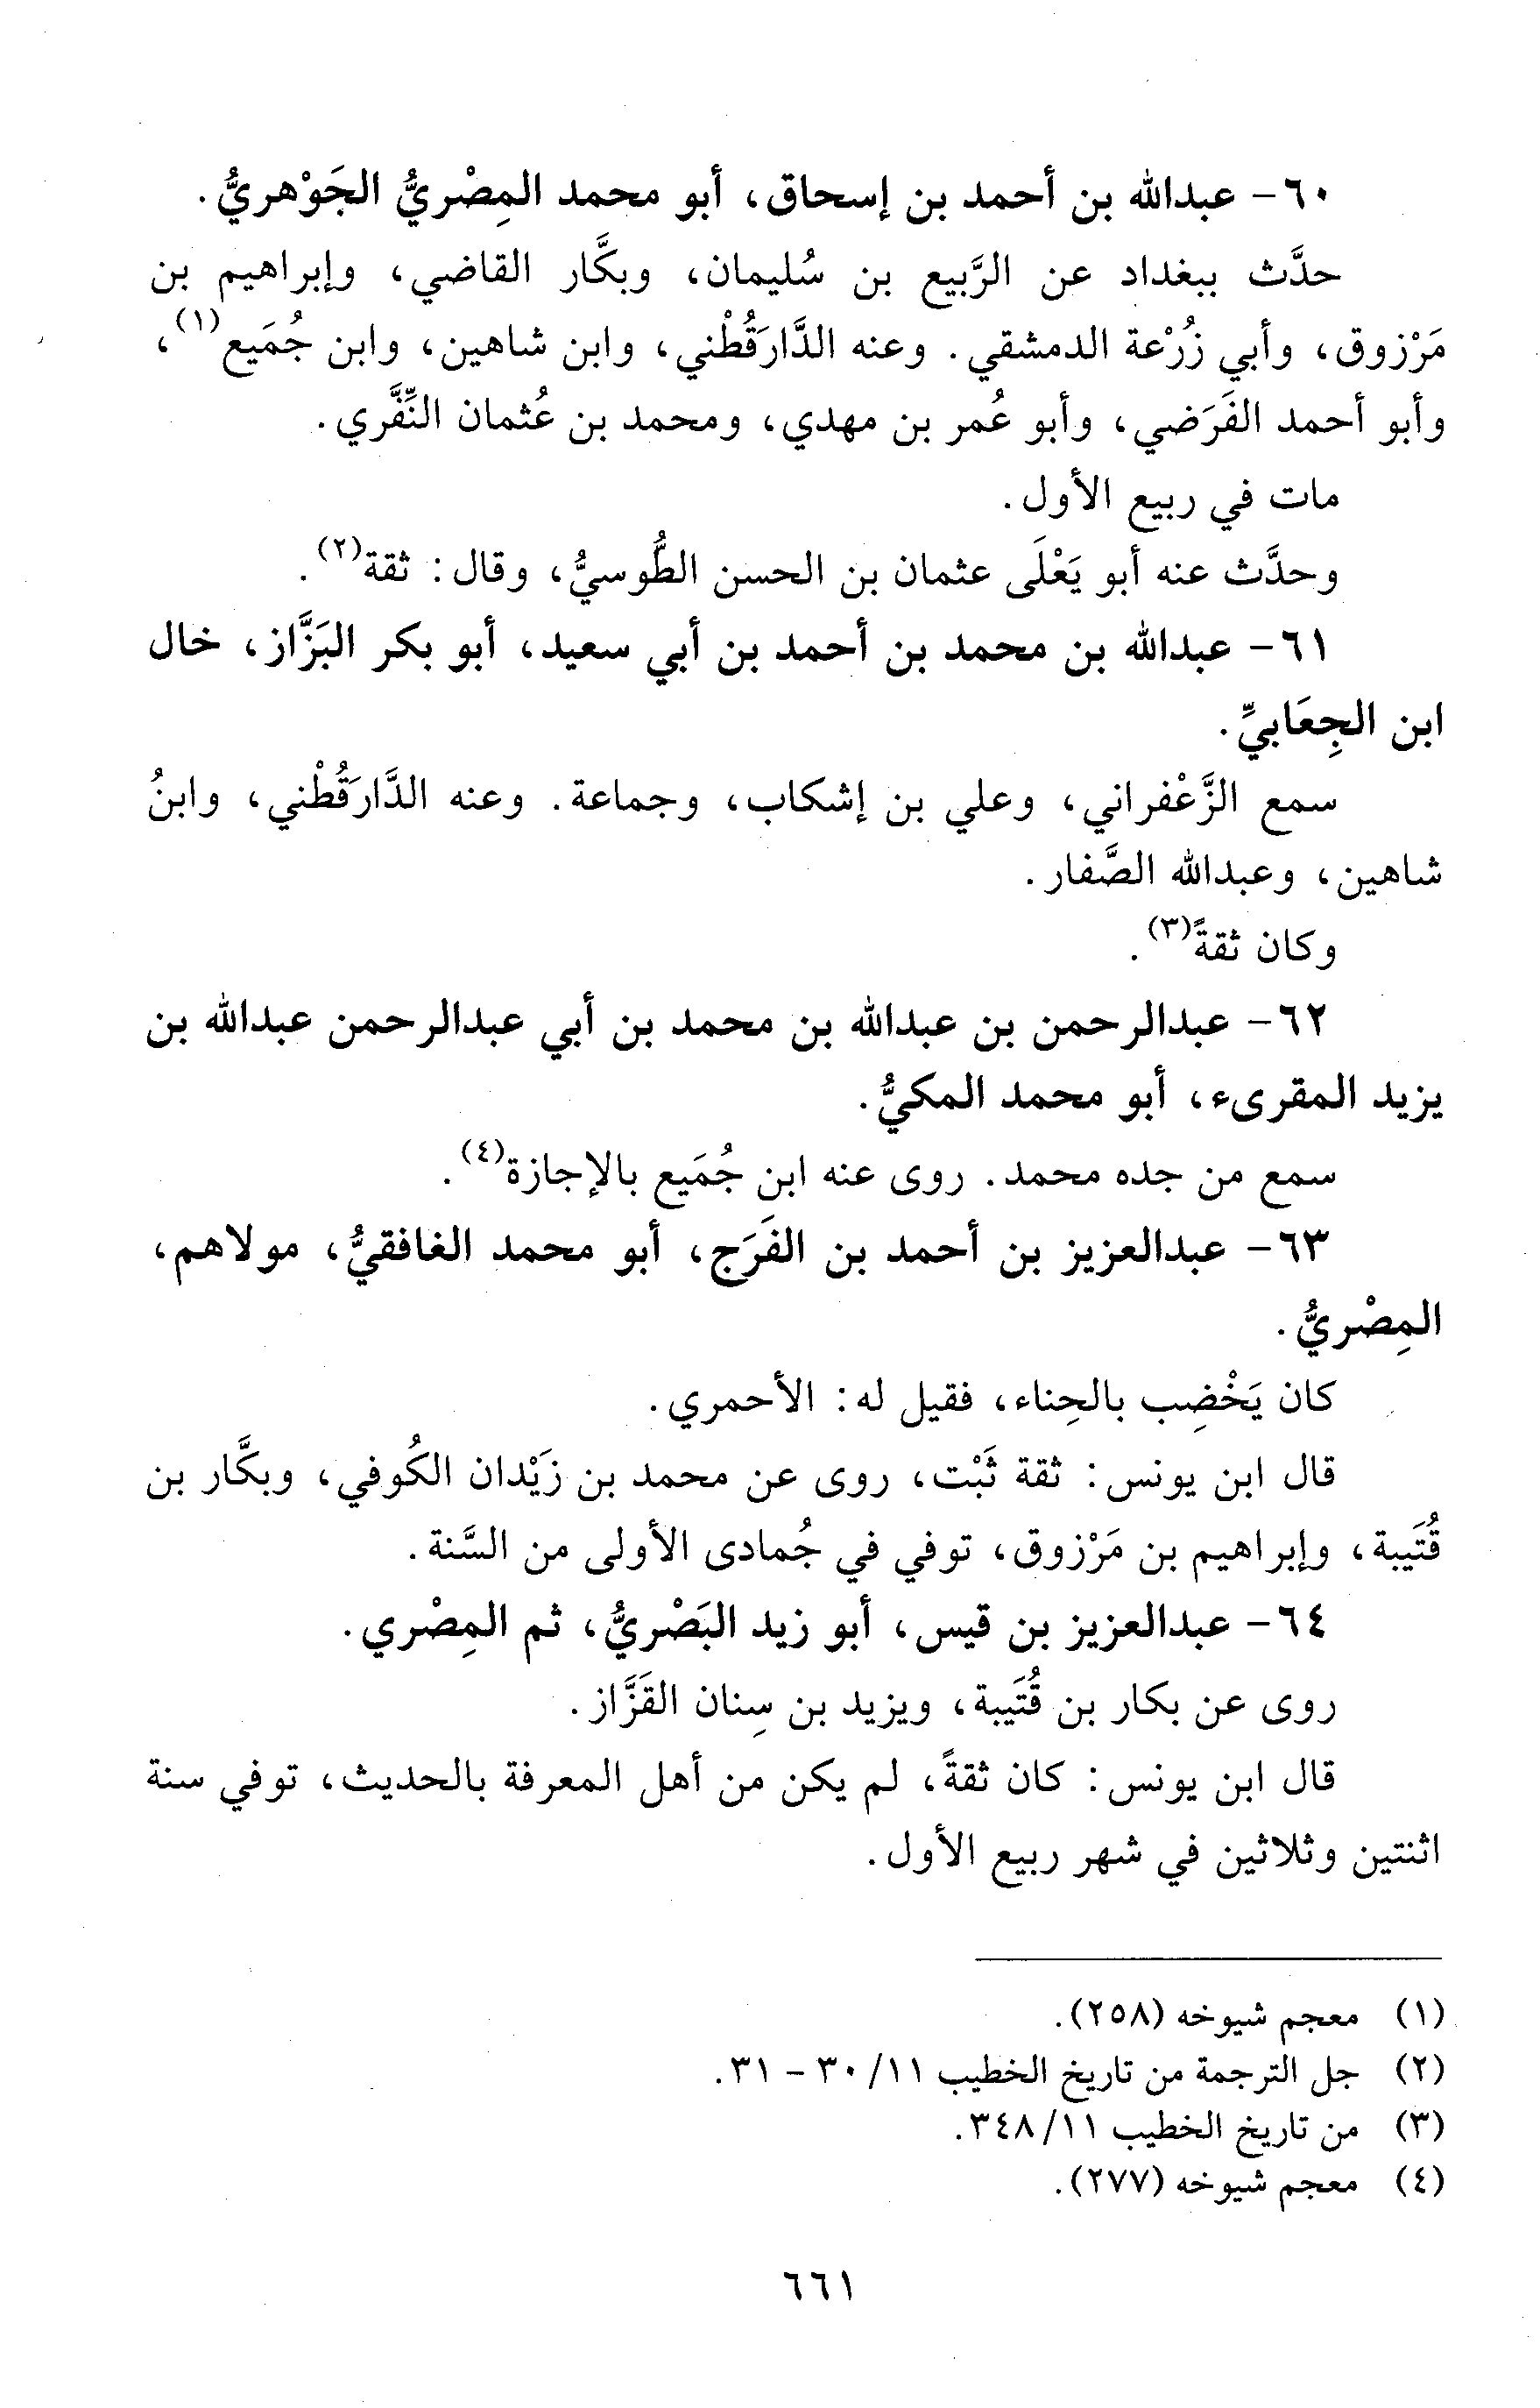 ٦٠- عبدالله بن أحمد بن إسحاق، أبو محمد المِصْريُّ الجَوْهريُّ.
حدَّث ببغداد عن الرَّبيع بن سُليمان، وبكَّار القاضي، وإبراهيم بن
مَرْزوق، وأبي زُرْعة الدمشقي. وعنه الدَّارَقُطْني، وابن شاهين، وابن جُمَيع(١)،
وأبو أحمد الفَرَضي، وأبو عُمر بن مهدي، ومحمد بن عُثمان النِّفَّري.
مات في ربيع الأول.
وحدَّث عنه أبو يَعْلَى عثمان بن الحسن الطُّوسيُّ، وقال: ثقة(٢).
٦١- عبدالله بن محمد بن أحمد بن أبي سعيد، أبو بكر البَزَّاز، خال
ابن الجِعَابيِّ.
سمع الزَّعْفراني، وعلي بن إشكاب، وجماعة. وعنه الدَّارَقُطْني، وابنُ
شاهين، وعبدالله الصَّفار.
وكان ثقةً(٣).
٦٢- عبدالرحمن بن عبدالله بن محمد بن أبي عبدالرحمن عبدالله بن
يزيد المقرىء، أبو محمد المكيُّ.
سمع من جده محمد. روى عنه ابن جُمَيع بالإجازة(٤).
٦٣- عبدالعزيز بن أحمد بن الفَرَج، أبو محمد الغافقيُّ، مولاهم،
المِصْريُّ.
كان يَخْضِب بالحِناء، فقيل له: الأحمري.
قال ابن يونس: ثقة ثَبْت، روى عن محمد بن زَيْدان الكُوفي، وبكَّار بن
قُتَيبة، وإبراهيم بن مَرْزوق، توفي في جُمادى الأولى من السَّنة.
٦٤- عبدالعزيز بن قيس، أبو زيد البَصْريُّ، ثم المِصْري.
روى عن بكار بن قُتَيبة، ويزيد بن سِنان القَزَّاز.
قال ابن يونس: كان ثقةً، لم يكن من أهل المعرفة بالحديث، توفي سنة
اثنتين وثلاثين في شهر ربيع الأول.
(١) معجم شيوخه (٢٥٨).
(٢) جل الترجمة من تاريخ الخطيب ١١/ ٣٠ - ٣١.
(٣) من تاريخ الخطيب ١١/ ٣٤٨.
(٤) معجم شيوخه (٢٧٧).
٦٦١